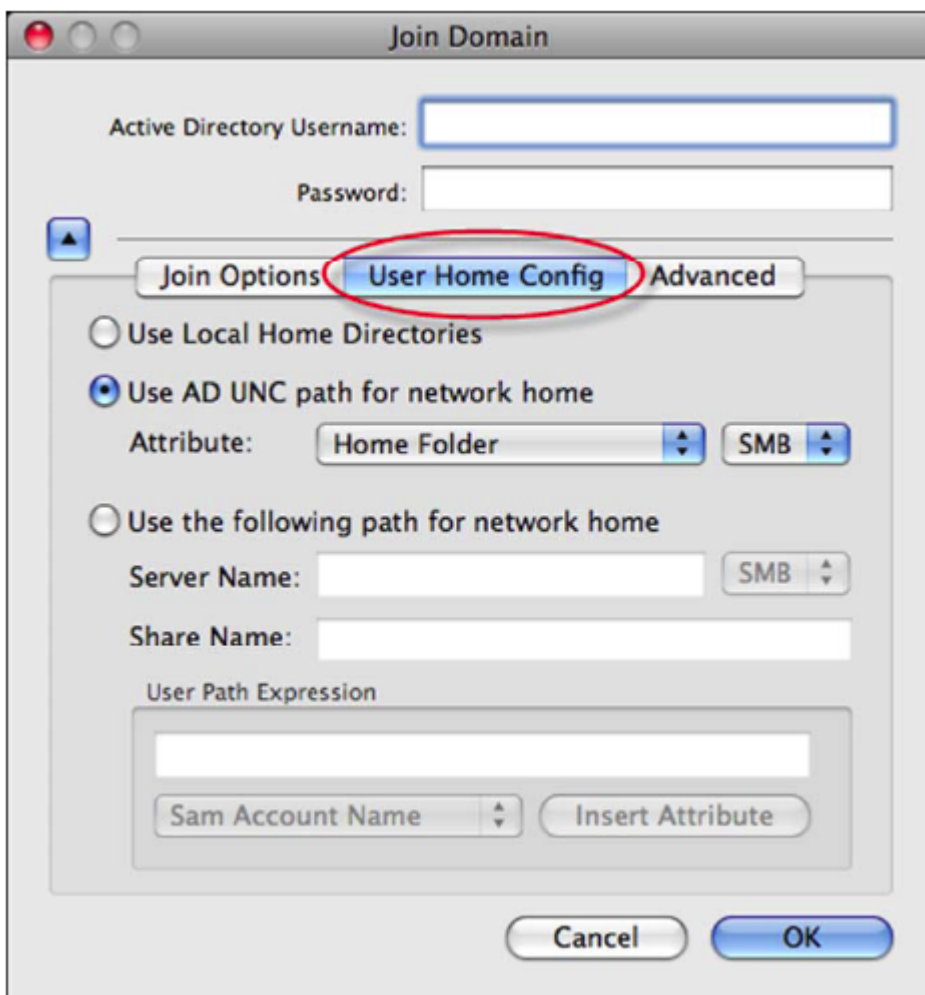 Join Domain
Active Directory Username:
Password:
Join Options User Home Config Advanced
Use Local Home Directories
Use AD UNC path for network home
Attribute: Home Folder SMB
Use the following path for network home
Server Name: SMB
Share Name:
User Path Expression
Sam Account Name Insert Attribute
Cancel OK